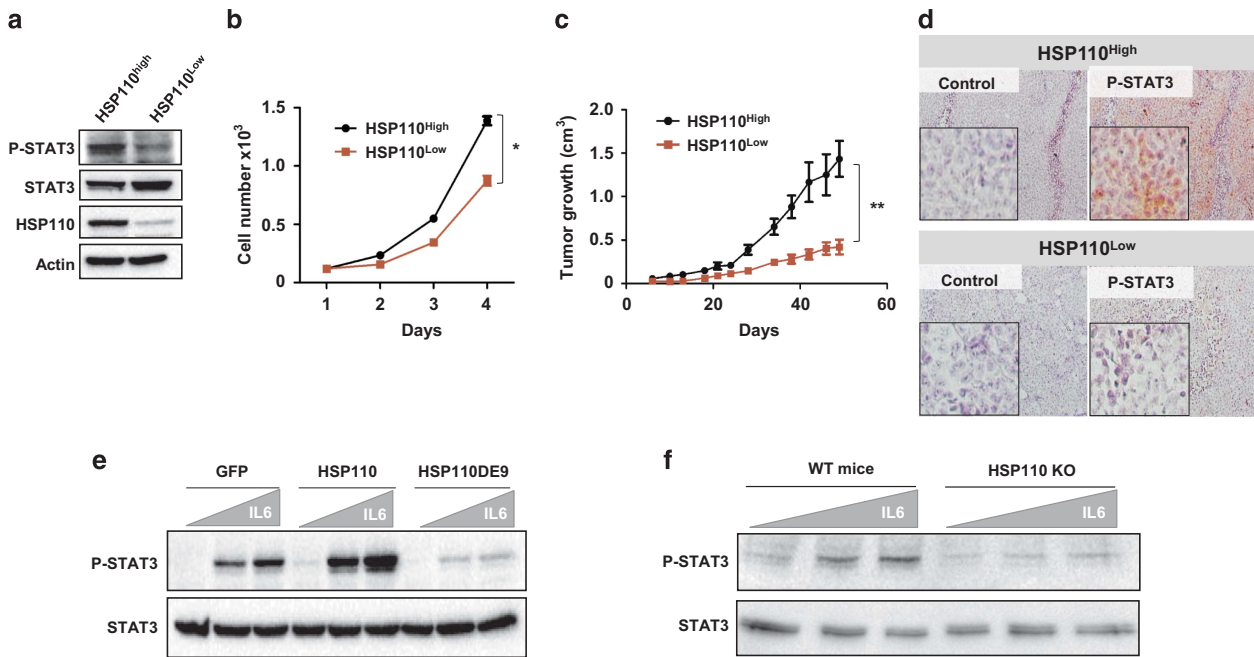 a
HSP110high
HSP110Low
P-STAT3
STAT3
HSP110
Actin
b
Cell number x10³
1.5
1.0
0.5
0
HSP110High
HSP110Low
*
1 2 3 4
Days
c
Tumor growth (cm³)
2.0
1.5
1.0
0.5
0
HSP110High
HSP110Low
**
0 20 40 60
Days
d
HSP110High
Control
P-STAT3
HSP110Low
Control
P-STAT3
e
GFP HSP110 HSP110DE9
IL6 IL6 IL6
P-STAT3
STAT3
f
WT mice HSP110 KO
IL6 IL6
P-STAT3
STAT3